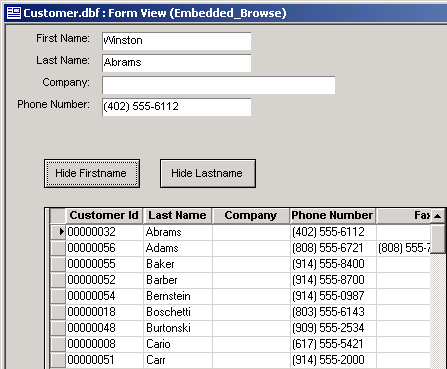 Customer.dbf : Form View (Embedded_Browse)
First Name: Winston
Last Name: Abrams
Company:
Phone Number: (402) 555-6112
Hide Firstname Hide Lastname
Customer Id Last Name Company Phone Number Fax
00000032 Abrams (402) 555-6112
00000056 Adams (808) 555-6721 (808) 555-7
00000055 Baker (914) 555-8400
00000052 Barber (914) 555-8700
00000054 Bernstein (914) 555-0987
00000018 Boschetti (803) 555-6143
00000048 Burtonski (909) 555-2534
00000008 Cario (617) 555-5421
00000051 Carr (914) 555-2000